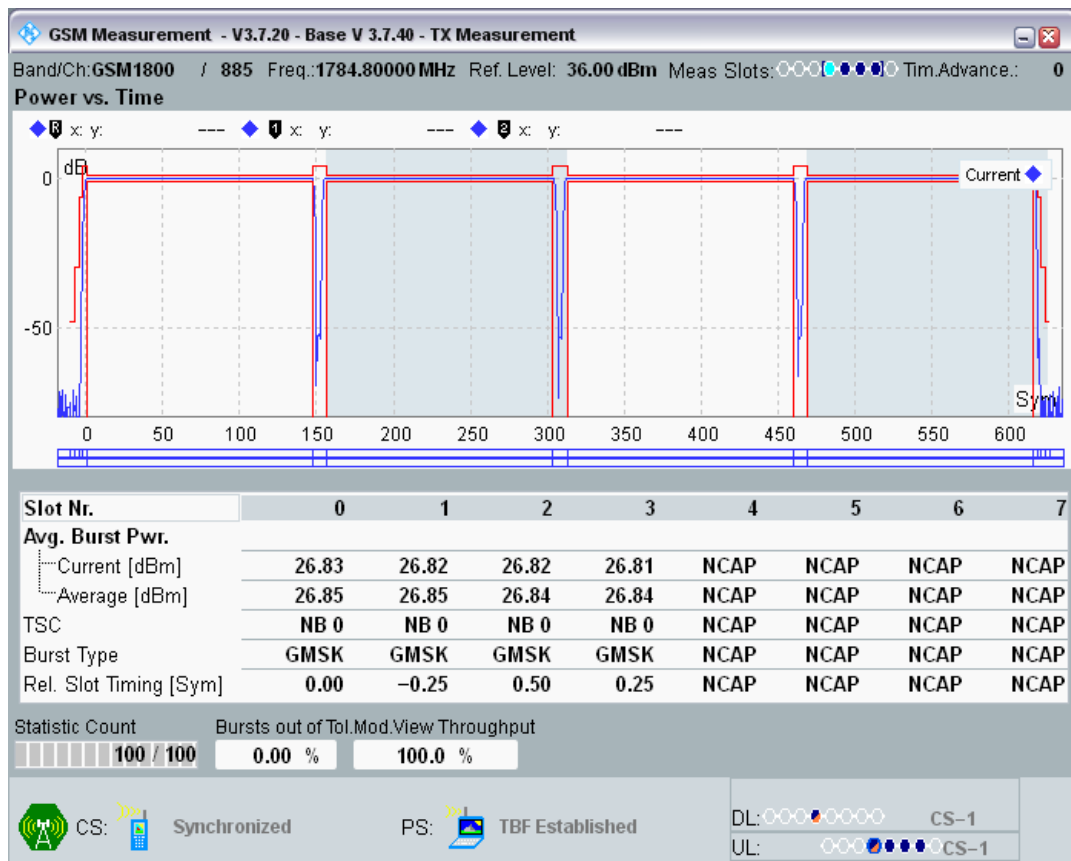 GSM Measurement - V3.7.20 - Base V 3.7.40 - TX Measurement
Band/Ch:GSM1800 / 885 Freq.:1784.80000 MHz Ref. Level: 36.00 dBm Meas Slots: Tim.Advance.: 0
Power vs. Time
R x: y: --- 1 x: y: --- 2 x: y: ---
dB
Current
0
-50
Sym
0 50 100 150 200 250 300 350 400 450 500 550 600
Slot Nr. 0 1 2 3 4 5 6 7
Avg. Burst Pwr.
Current [dBm] 26.83 26.82 26.82 26.81 NCAP NCAP NCAP NCAP
Average [dBm] 26.85 26.85 26.84 26.84 NCAP NCAP NCAP NCAP
TSC NB 0 NB 0 NB 0 NB 0 NCAP NCAP NCAP NCAP
Burst Type GMSK GMSK GMSK GMSK NCAP NCAP NCAP NCAP
Rel. Slot Timing [Sym] 0.00 −0.25 0.50 0.25 NCAP NCAP NCAP NCAP
Statistic Count Bursts out of Tol.Mod.View Throughput
100 / 100 0.00 % 100.0 %
CS: Synchronized PS: TBF Established
DL: CS−1
UL: CS−1